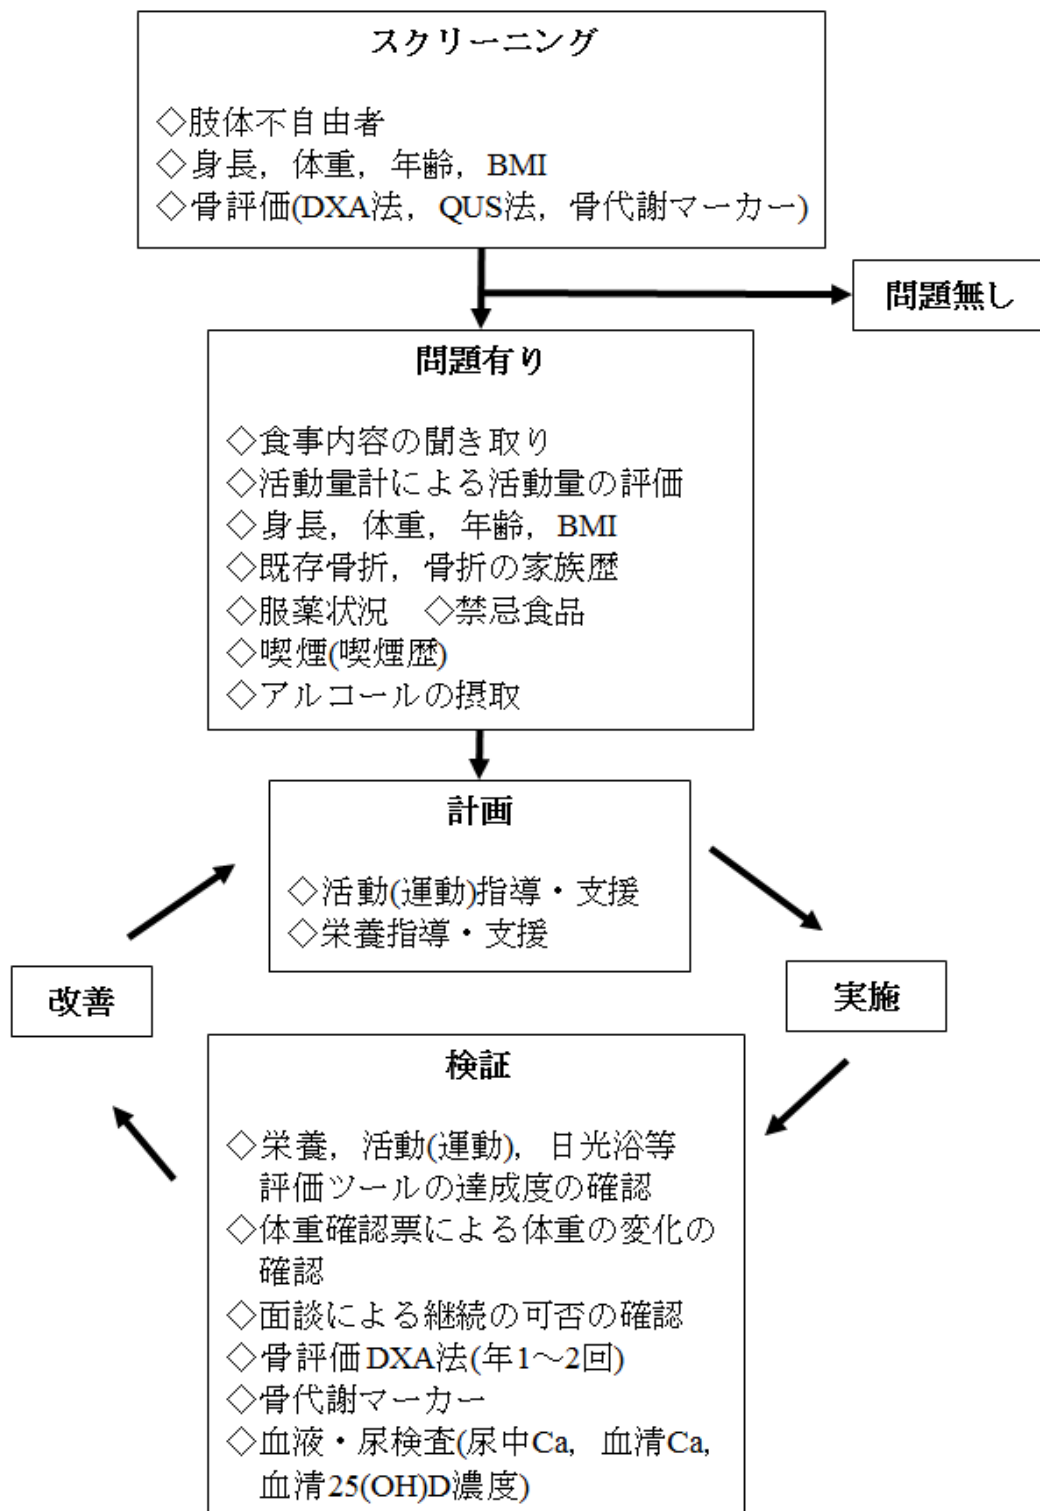 スクリーニング
◇肢体不自由者
◇身長，体重，年齢，BMI
◇骨評価(DXA法，QUS法，骨代謝マーカー)
問題無し
問題有り
◇食事内容の聞き取り
◇活動量計による活動量の評価
◇身長，体重，年齢，BMI
◇既存骨折，骨折の家族歴
◇服薬状況　◇禁忌食品
◇喫煙(喫煙歴)
◇アルコールの摂取
計画
◇活動(運動)指導・支援
◇栄養指導・支援
改善
実施
検証
◇栄養，活動(運動)，日光浴等
評価ツールの達成度の確認
◇体重確認票による体重の変化の
確認
◇面談による継続の可否の確認
◇骨評価DXA法(年1～2回)
◇骨代謝マーカー
◇血液・尿検査(尿中Ca，血清Ca，
血清25(OH)D濃度)